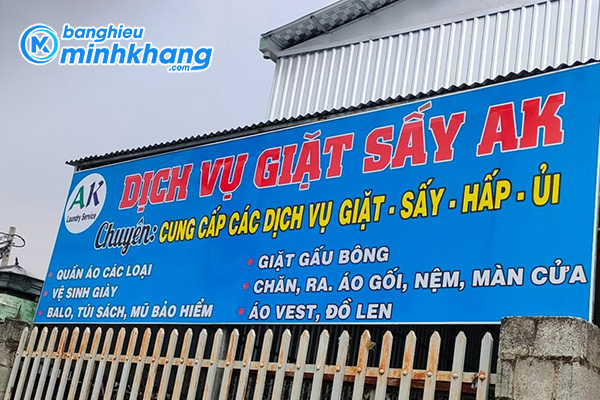 banghieu
minhkhang
.com
MK
DỊCH VỤ GIẶT SẤY AK
AK
Laundry Service
Chuyên: CUNG CẤP CÁC DỊCH VỤ GIẶT - SẤY - HẤP - ỦI
• QUẦN ÁO CÁC LOẠI
• VỆ SINH GIÀY
• BALO, TÚI SÁCH, MŨ BẢO HIỂM
• GIẶT GẤU BÔNG
• CHĂN, RA. ÁO GỐI, NỆM, MÀN CỬA
• ÁO VEST, ĐỒ LEN